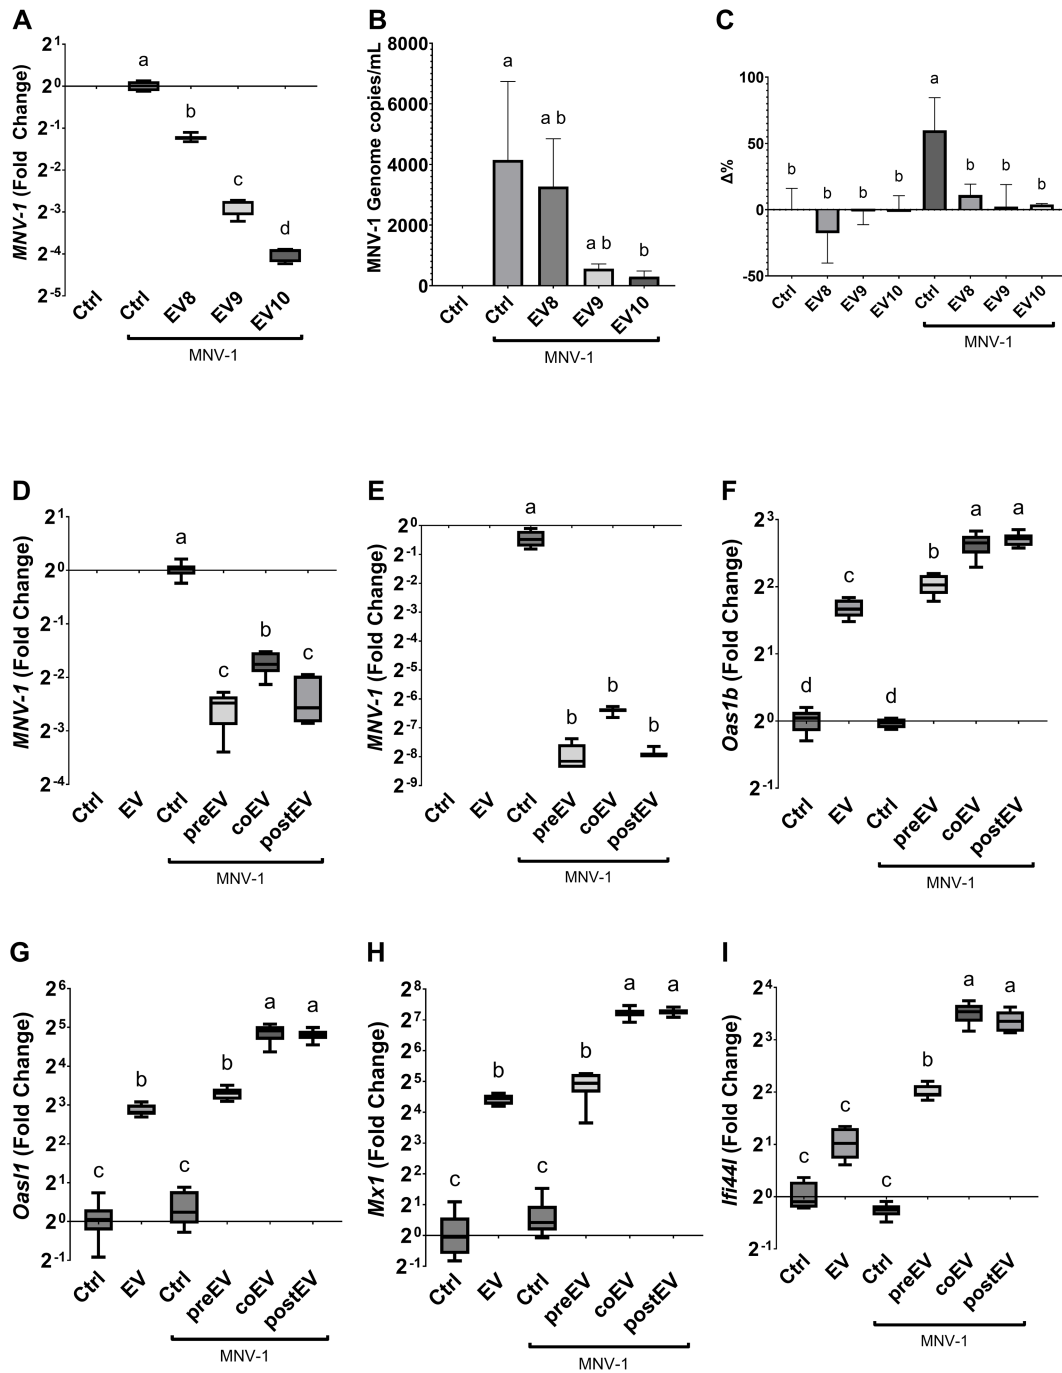 A
MNV-1 (Fold Change)
2^1
2^0
2^-1
2^-2
2^-3
2^-4
2^-5
a
b
c
d
Ctrl
Ctrl
EV8
EV9
EV10
MNV-1
B
MNV-1 Genome copies/mL
8000
6000
4000
2000
0
a
a b
a b
b
Ctrl
Ctrl
EV8
EV9
EV10
MNV-1
C
Δ%
100
50
0
-50
b
b
b
b
a
b
b
b
Ctrl
EV8
EV9
EV10
Ctrl
EV8
EV9
EV10
MNV-1
D
MNV-1 (Fold Change)
2^1
2^0
2^-1
2^-2
2^-3
2^-4
a
c
b
c
Ctrl
EV
Ctrl
preEV
coEV
postEV
MNV-1
E
MNV-1 (Fold Change)
2^0
2^-1
2^-2
2^-3
2^-4
2^-5
2^-6
2^-7
2^-8
2^-9
a
b
b
b
Ctrl
EV
Ctrl
preEV
coEV
postEV
MNV-1
F
Oas1b (Fold Change)
2^3
2^2
2^1
2^0
2^-1
d
c
d
b
a
a
Ctrl
EV
Ctrl
preEV
coEV
postEV
MNV-1
G
Oasl1 (Fold Change)
2^6
2^5
2^4
2^3
2^2
2^1
2^0
2^-1
c
b
c
b
a
a
Ctrl
EV
Ctrl
preEV
coEV
postEV
MNV-1
H
Mx1 (Fold Change)
2^8
2^7
2^6
2^5
2^4
2^3
2^2
2^1
2^0
2^-1
c
b
c
b
a
a
Ctrl
EV
Ctrl
preEV
coEV
postEV
MNV-1
I
Ifi44l (Fold Change)
2^4
2^3
2^2
2^1
2^0
2^-1
c
c
c
b
a
a
Ctrl
EV
Ctrl
preEV
coEV
postEV
MNV-1